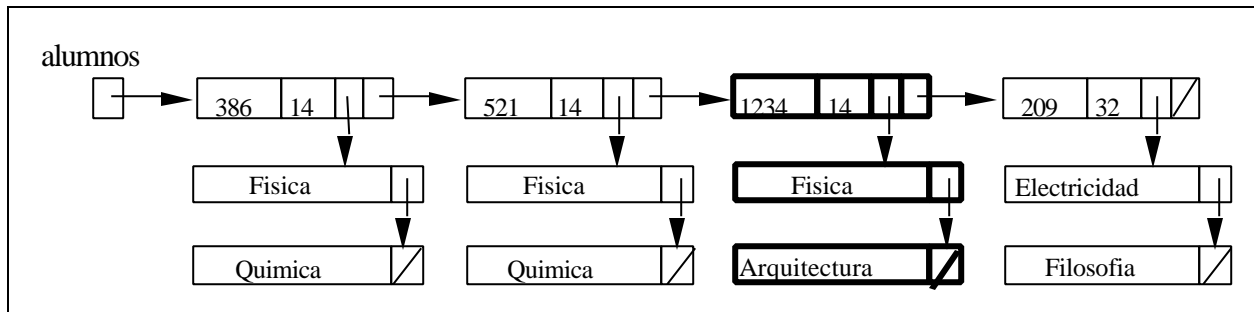 alumnos
386 14 521 14 1234 14 209 32
Fisica Fisica Fisica Electricidad
Quimica Quimica Arquitectura Filosofia